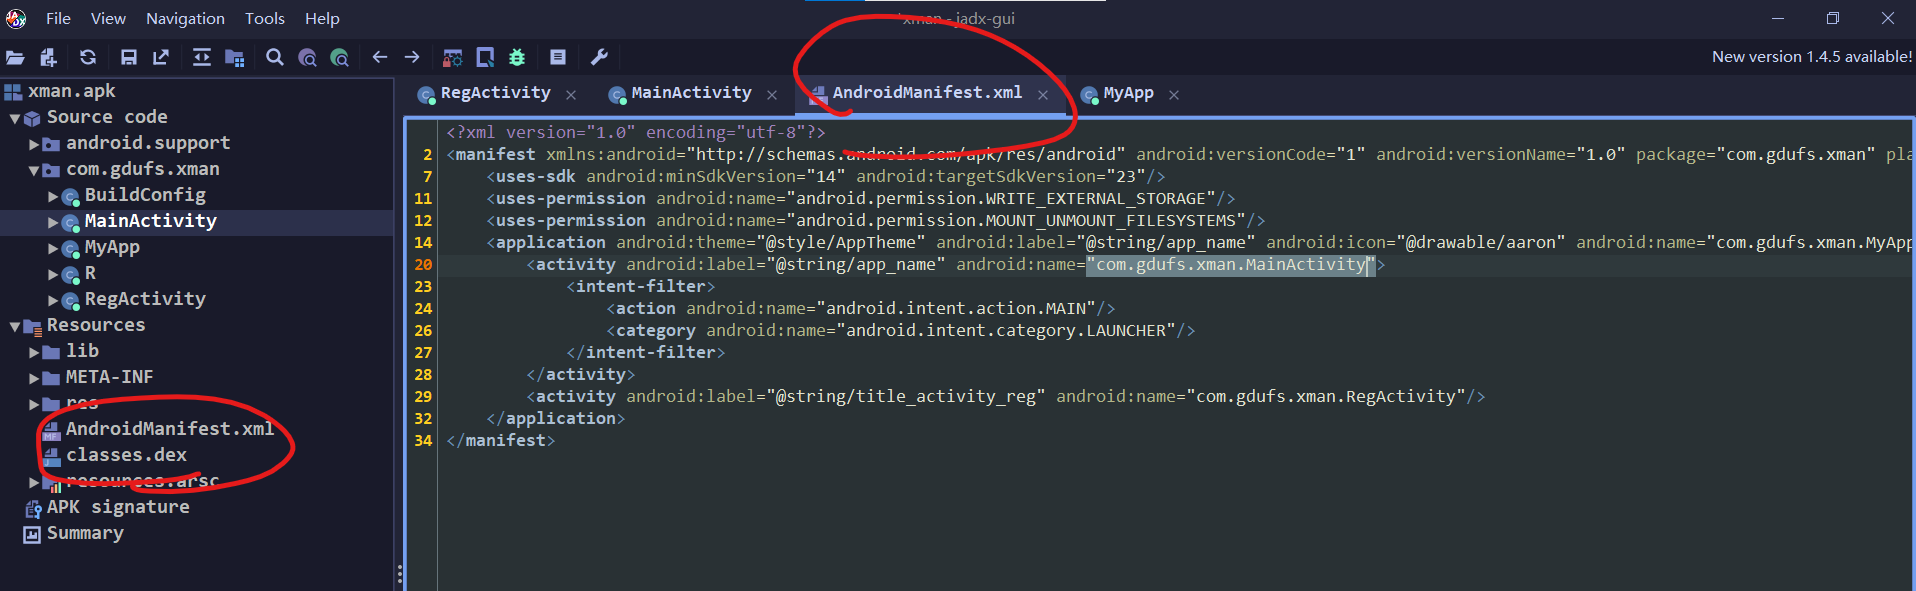 File View Navigation Tools Help
*xman - jadx-gui
New version 1.4.5 available!
xman.apk
Source code
android.support
com.gdufs.xman
BuildConfig
MainActivity
MyApp
R
RegActivity
Resources
lib
META-INF
res
AndroidManifest.xml
classes.dex
resources.arsc
APK signature
Summary
RegActivity MainActivity AndroidManifest.xml MyApp
<?xml version="1.0" encoding="utf-8"?>
2 <manifest xmlns:android="http://schemas.android.com/apk/res/android" android:versionCode="1" android:versionName="1.0" package="com.gdufs.xman" pla
7 <uses-sdk android:minSdkVersion="14" android:targetSdkVersion="23"/>
11 <uses-permission android:name="android.permission.WRITE_EXTERNAL_STORAGE"/>
12 <uses-permission android:name="android.permission.MOUNT_UNMOUNT_FILESYSTEMS"/>
14 <application android:theme="@style/AppTheme" android:label="@string/app_name" android:icon="@drawable/aaron" android:name="com.gdufs.xman.MyApp
20 <activity android:label="@string/app_name" android:name="com.gdufs.xman.MainActivity">
23 <intent-filter>
24 <action android:name="android.intent.action.MAIN"/>
26 <category android:name="android.intent.category.LAUNCHER"/>
27 </intent-filter>
28 </activity>
29 <activity android:label="@string/title_activity_reg" android:name="com.gdufs.xman.RegActivity"/>
32 </application>
34 </manifest>